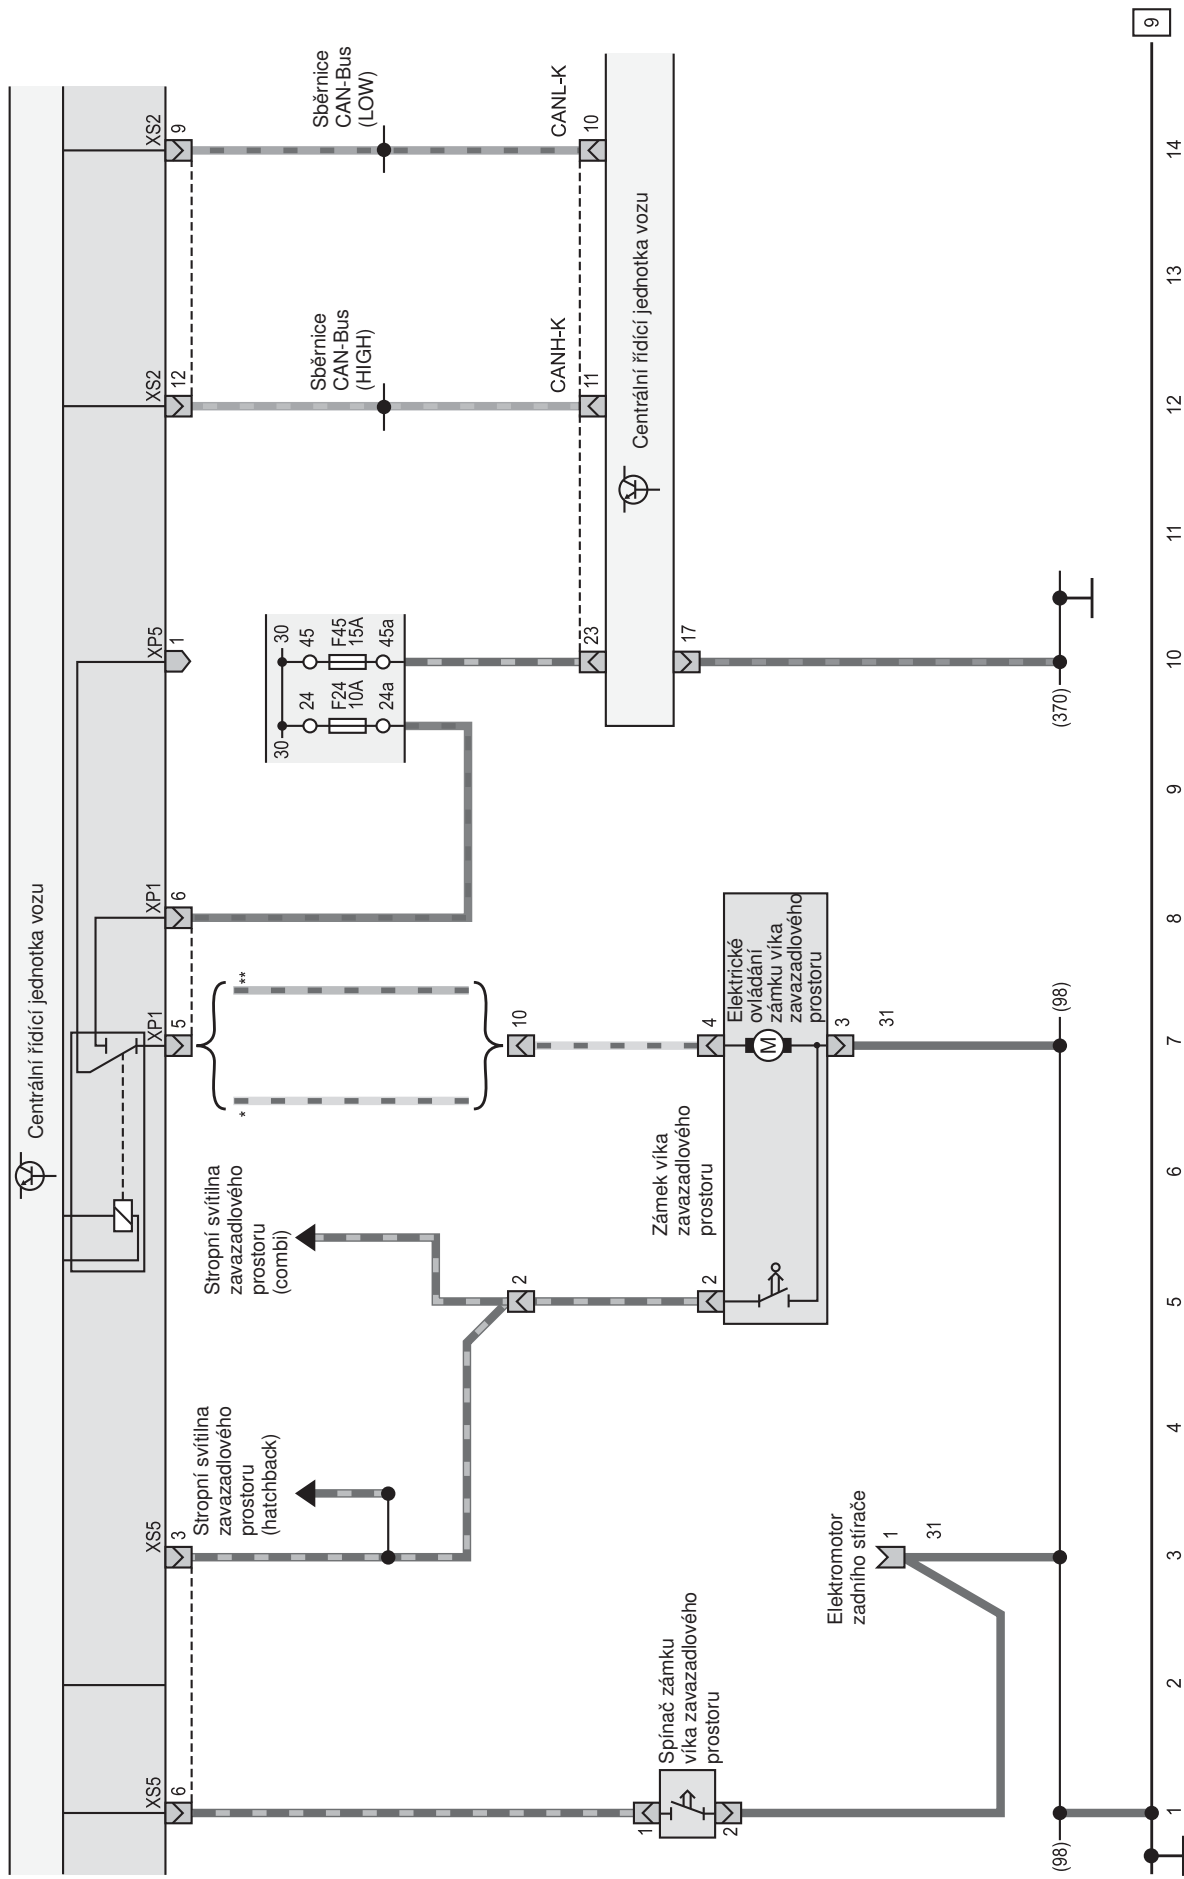 Centrální řídící jednotka vozu
XS5
6
XS5
3
XP1
5
XP1
6
XP5
1
XS2
12
XS2
9
Stropní svítilna
zavazadlového
prostoru
(hatchback)
Stropní svítilna
zavazadlového
prostoru
(combi)
*
**
30
30
24
45
F24
10A
F45
15A
24a
45a
Sběrnice
CAN-Bus
(HIGH)
Sběrnice
CAN-Bus
(LOW)
2
10
23
CANH-K
11
CANL-K
10
Centrální řídící jednotka vozu
17
1
Spínač zámku
víka zavazadlového
prostoru
2
Zámek víka
zavazadlového
prostoru
2
4
Elektrické
ovládání
zámku víka
zavazadlového
prostoru
M
3
31
Elektromotor
zadního stírače
1
31
(98)
(98)
(370)
9
1
2
3
4
5
6
7
8
9
10
11
12
13
14